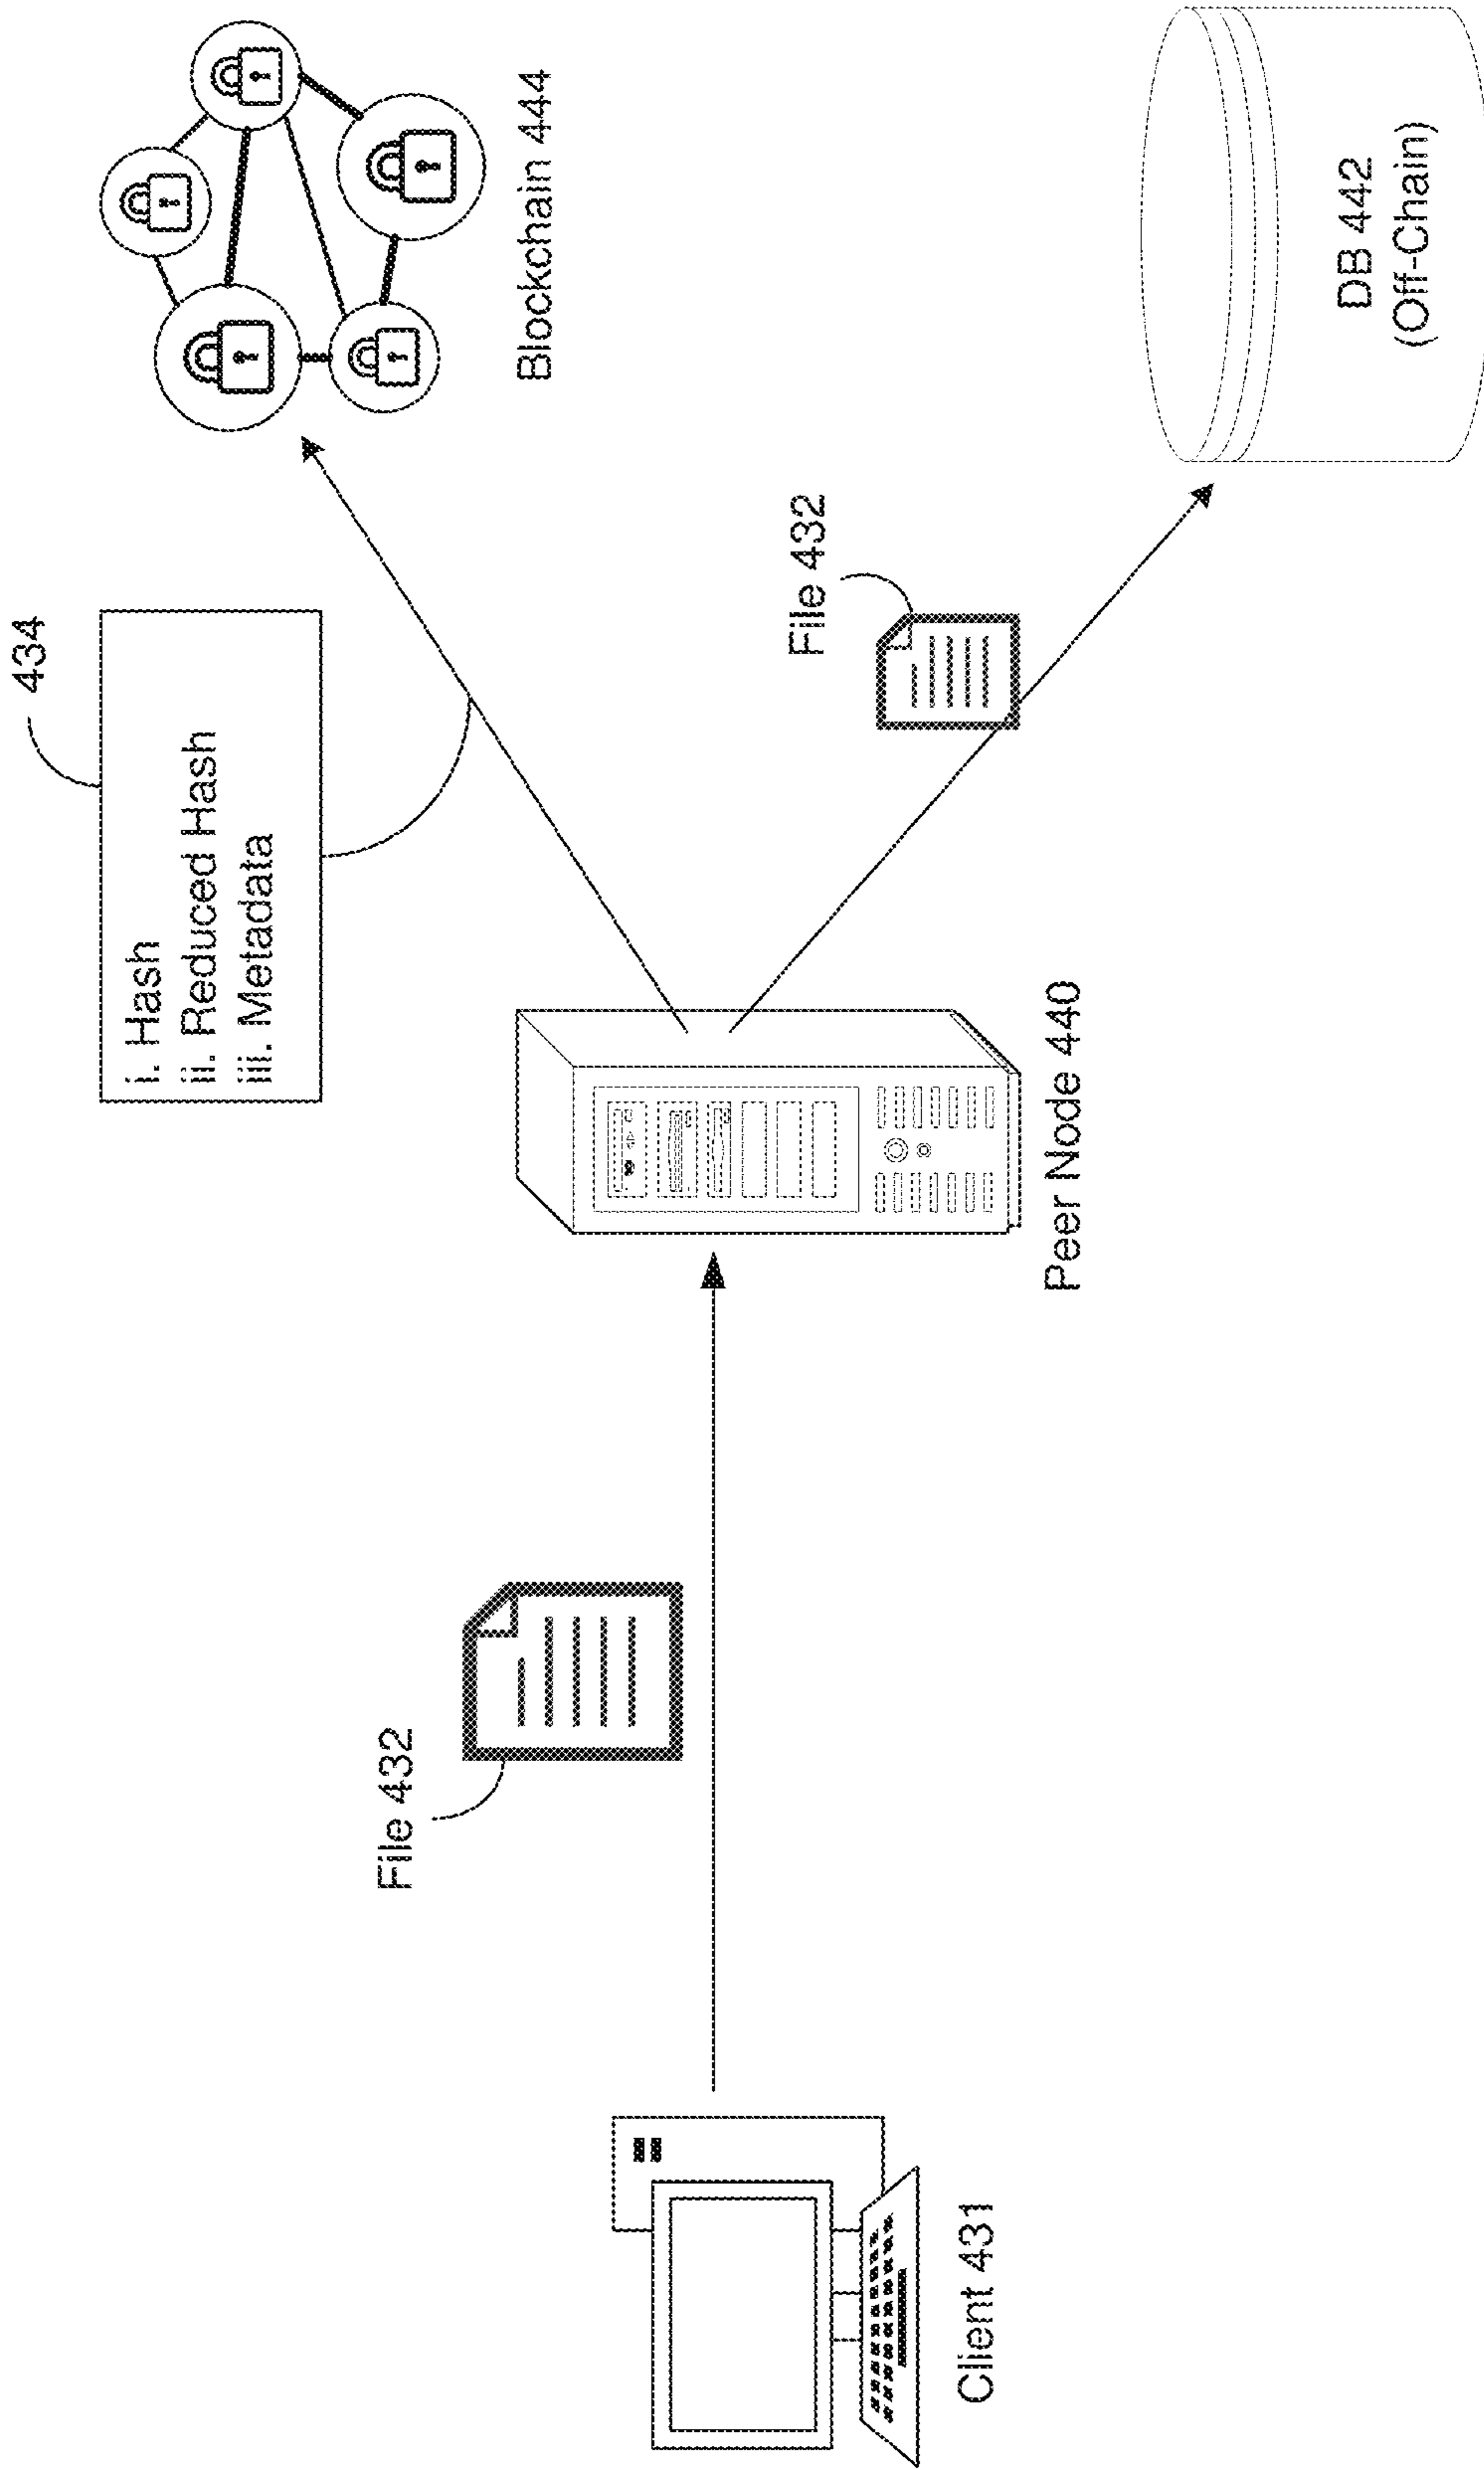 Client 431
File 432
Peer Node 440
434
i. Hash
ii. Reduced Hash
iii. Metadata
Blockchain 444
File 432
DB 442
(Off-Chain)